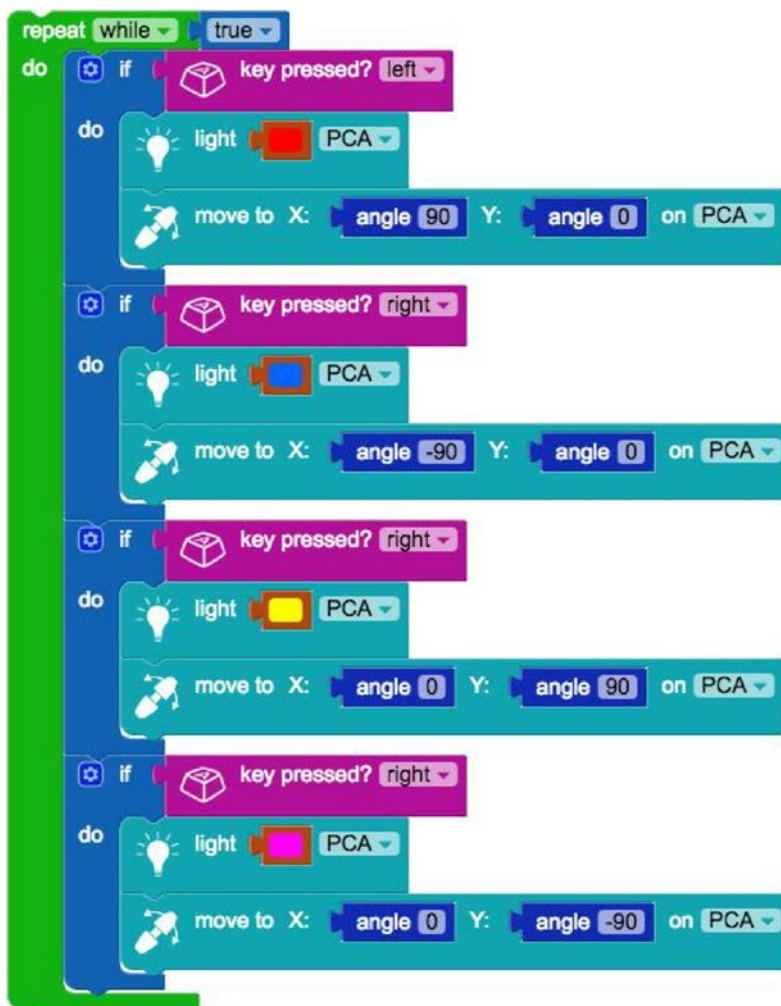 repeat while true
do if key pressed? left
do light PCA
move to X: angle 90 Y: angle 0 on PCA
if key pressed? right
do light PCA
move to X: angle -90 Y: angle 0 on PCA
if key pressed? right
do light PCA
move to X: angle 0 Y: angle 90 on PCA
if key pressed? right
do light PCA
move to X: angle 0 Y: angle -90 on PCA